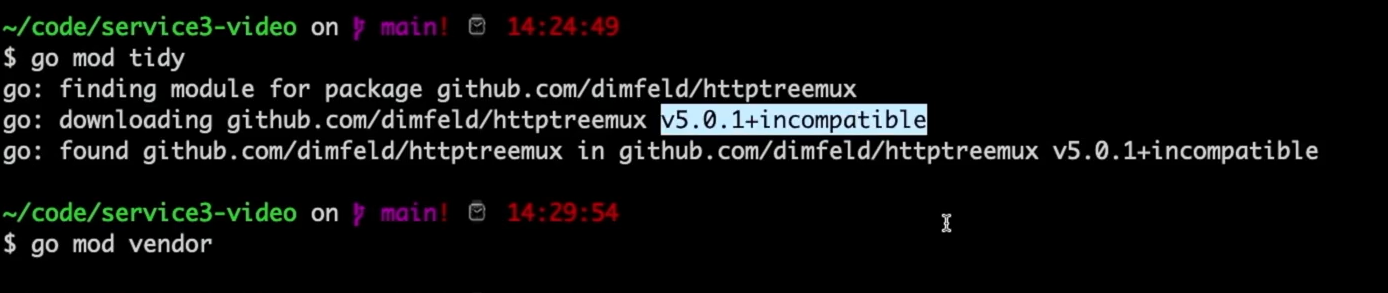 ~/code/service3-video on main! 14:24:49
$ go mod tidy
go: finding module for package github.com/dimfeld/httptreemux
go: downloading github.com/dimfeld/httptreemux v5.0.1+incompatible
go: found github.com/dimfeld/httptreemux in github.com/dimfeld/httptreemux v5.0.1+incompatible
~/code/service3-video on main! 14:29:54
$ go mod vendor